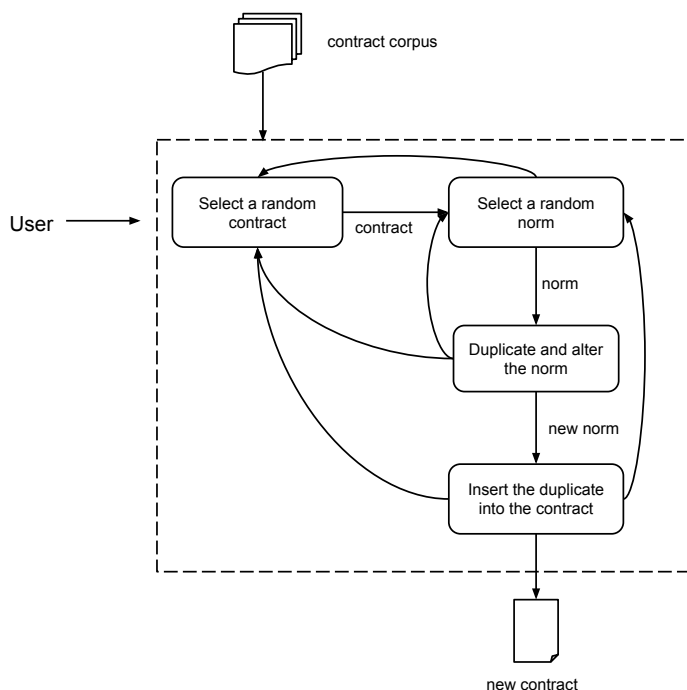 contract corpus
User
Select a random
contract
contract
Select a random
norm
norm
Duplicate and alter
the norm
new norm
Insert the duplicate
into the contract
new contract